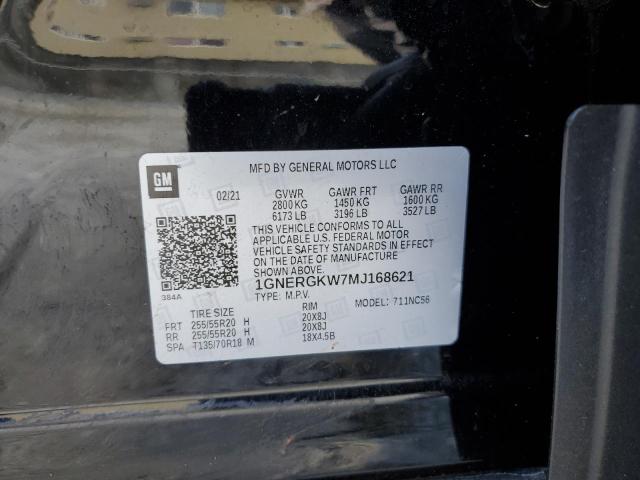 MFD BY GENERAL MOTORS LLC
GM
02/21 GVWR GAWR FRT GAWR RR
2800 KG 1450 KG 1600 KG
6173 LB 3196 LB 3527 LB
THIS VEHICLE CONFORMS TO ALL
APPLICABLE U.S. FEDERAL MOTOR
VEHICLE SAFETY STANDARDS IN EFFECT
ON THE DATE OF MANUFACTURE
SHOWN ABOVE.
384A
1GNERGKW7MJ168621
TYPE: M.P.V. MODEL: 711NC56
TIRE SIZE RIM
FRT 255/55R20 H 20X8J
RR 255/55R20 H 20X8J
SPA T135/70R18 M 18X4.5B